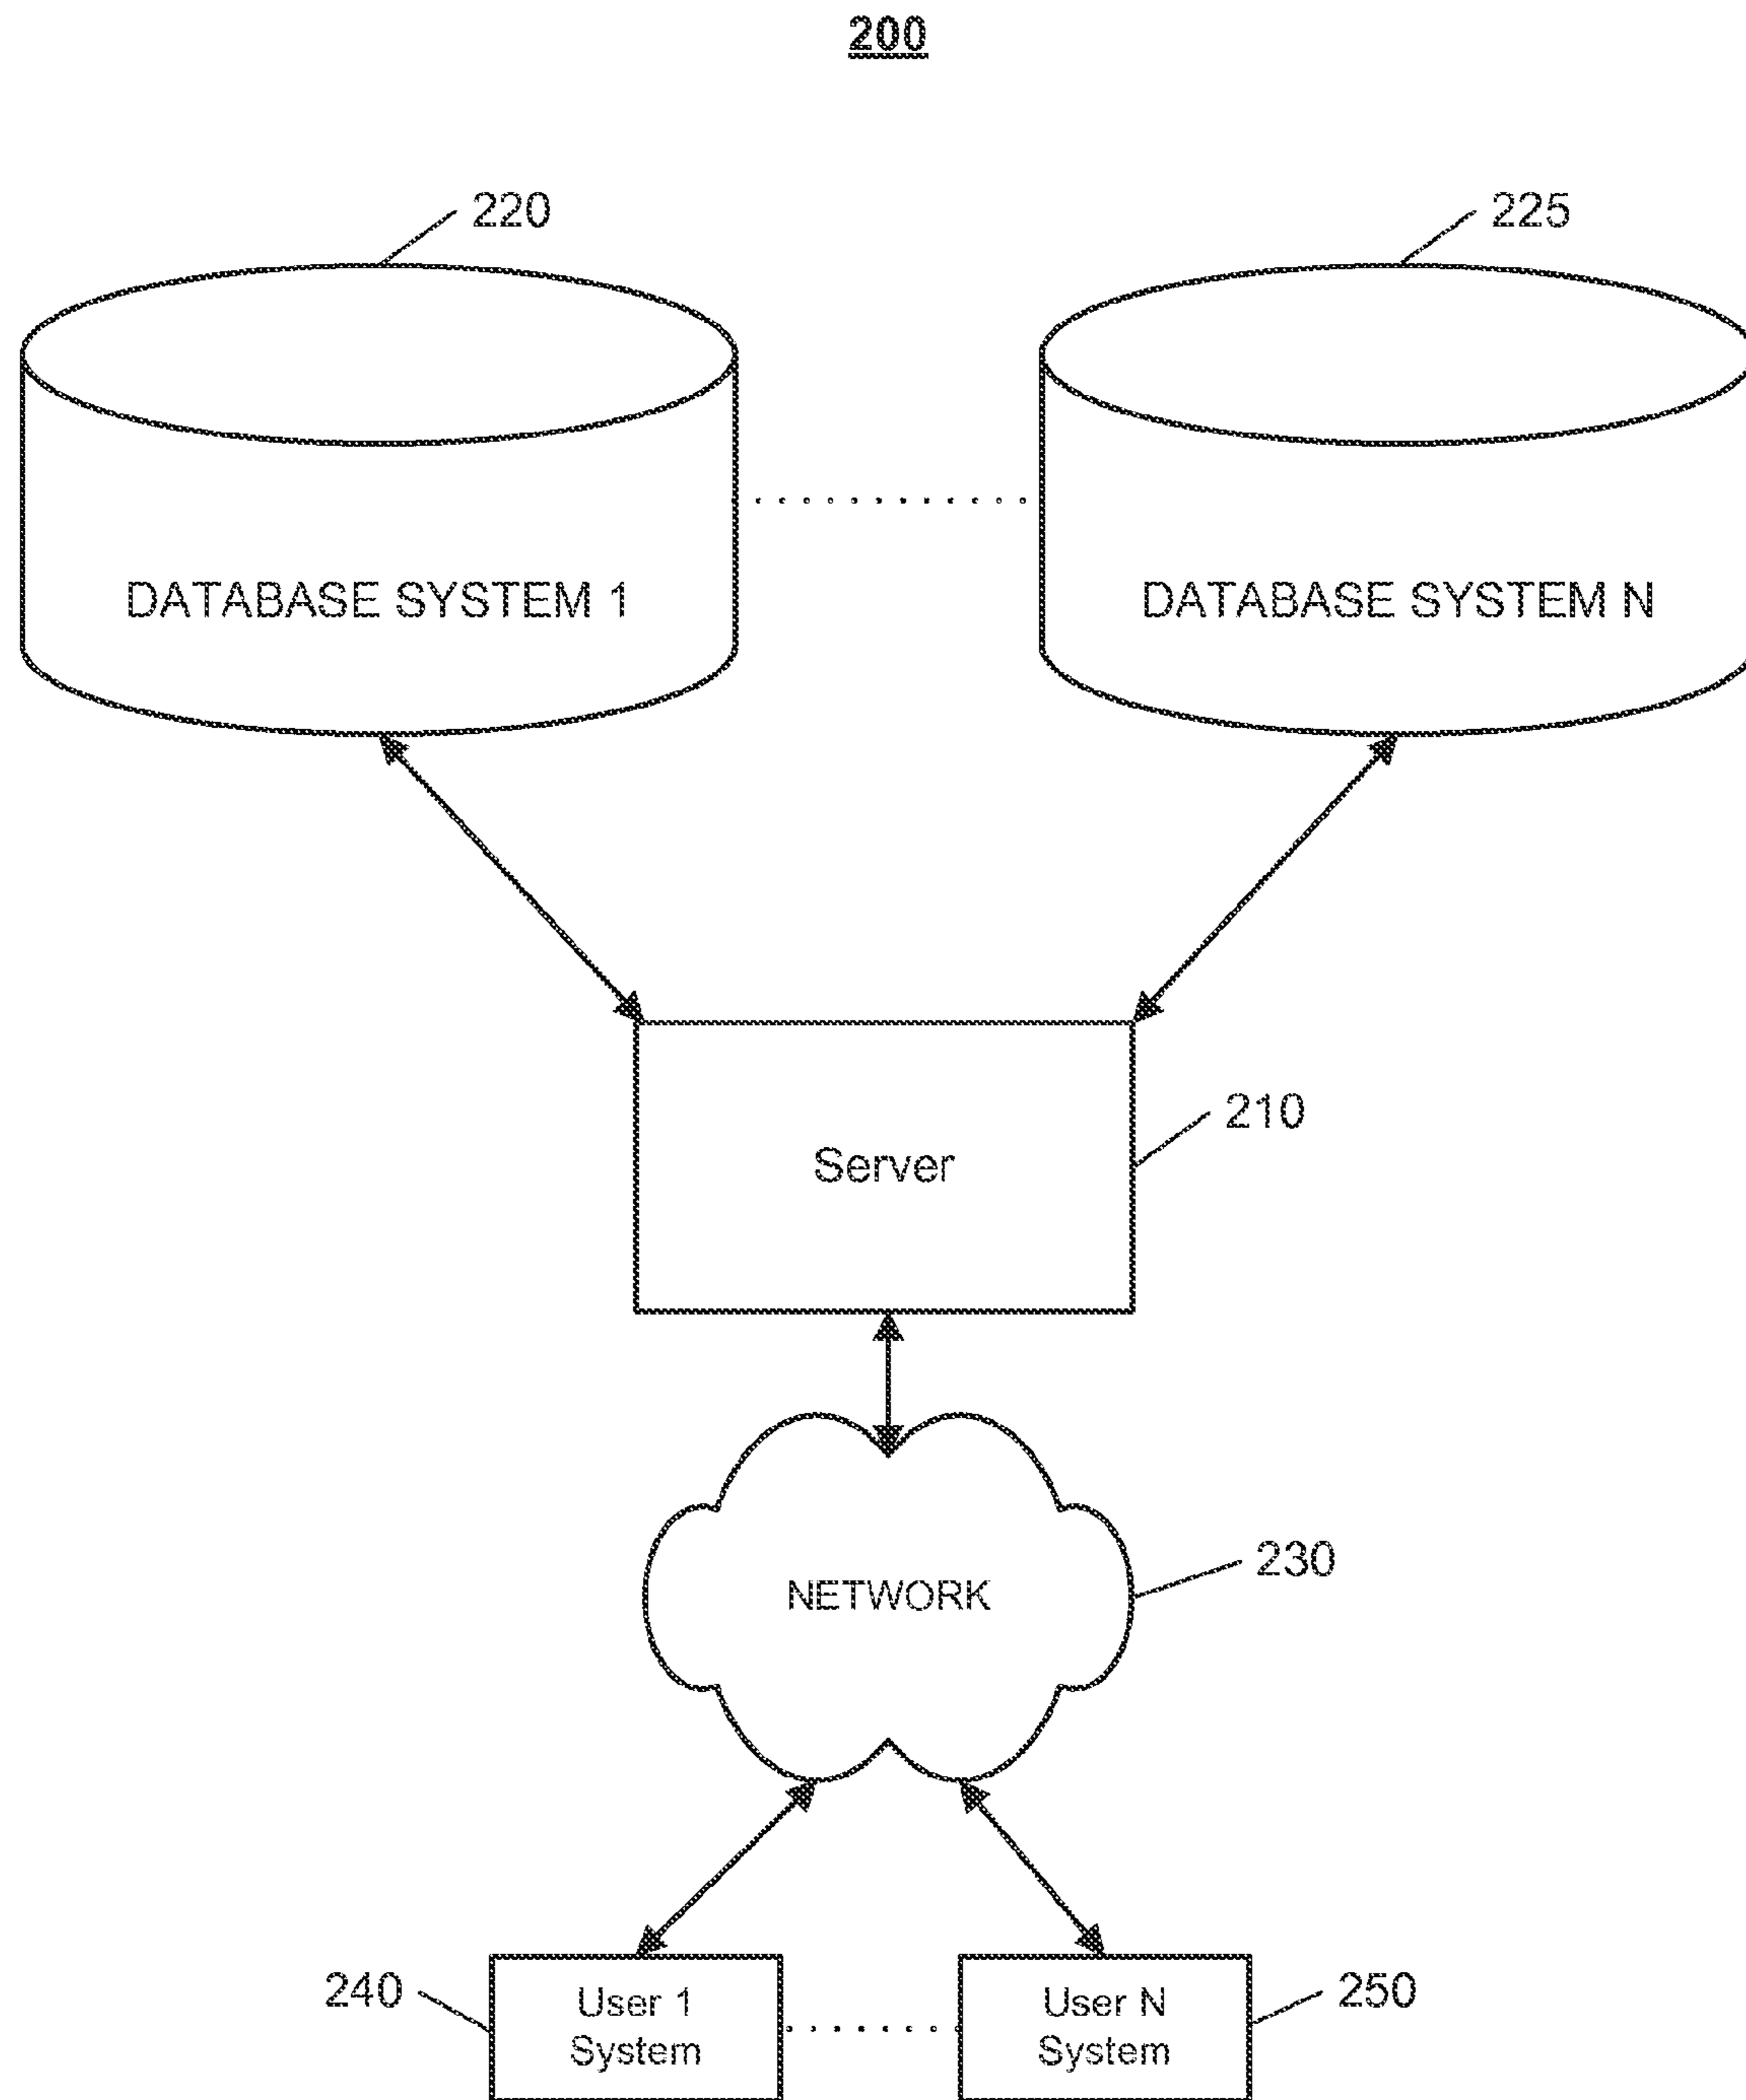 200
220
225
DATABASE SYSTEM 1
DATABASE SYSTEM N
210
Server
230
NETWORK
240
User 1
System
User N
System
250